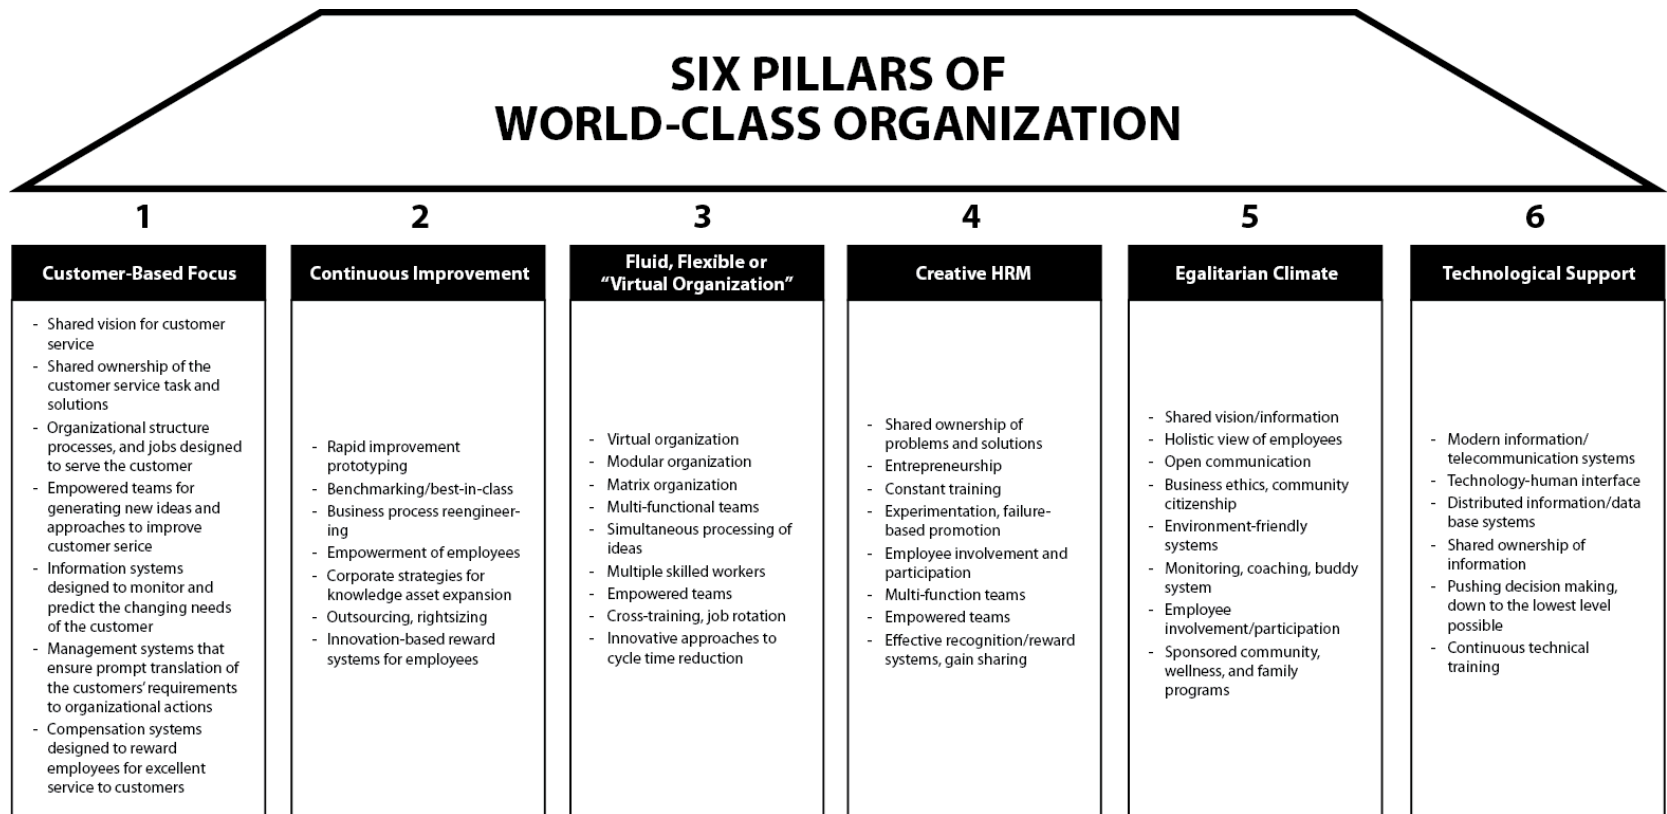 SIX PILLARS OF
WORLD-CLASS ORGANIZATION
1
Customer-Based Focus
- Shared vision for customer
service
- Shared ownership of the
customer service task and
solutions
- Organizational structure
processes, and jobs designed
to serve the customer
- Empowered teams for
generating new ideas and
approaches to improve
customer serice
- Information systems
designed to monitor and
predict the changing needs
of the customer
- Management systems that
ensure prompt translation of
the customers' requirements
to organizational actions
- Compensation systems
designed to reward
employees for excellent
service to customers
2
Continuous Improvement
- Rapid improvement
prototyping
- Benchmarking/best-in-class
- Business process reengineer-
ing
- Empowerment of employees
- Corporate strategies for
knowledge asset expansion
- Outsourcing, rightsizing
- Innovation-based reward
systems for employees
3
Fluid, Flexible or
“Virtual Organization”
- Virtual organization
- Modular organization
- Matrix organization
- Multi-functional teams
- Simultaneous processing of
ideas
- Multiple skilled workers
- Empowered teams
- Cross-training, job rotation
- Innovative approaches to
cycle time reduction
4
Creative HRM
- Shared ownership of
problems and solutions
- Entrepreneurship
- Constant training
- Experimentation, failure-
based promotion
- Employee involvement and
participation
- Multi-function teams
- Empowered teams
- Effective recognition/reward
systems, gain sharing
5
Egalitarian Climate
- Shared vision/information
- Holistic view of employees
- Open communication
- Business ethics, community
citizenship
- Environment-friendly
systems
- Monitoring, coaching, buddy
system
- Employee
involvement/participation
- Sponsored community,
wellness, and family
programs
6
Technological Support
- Modern information/
telecommunication systems
- Technology-human interface
- Distributed information/data
base systems
- Shared ownership of
information
- Pushing decision making,
down to the lowest level
possible
- Continuous technical
training